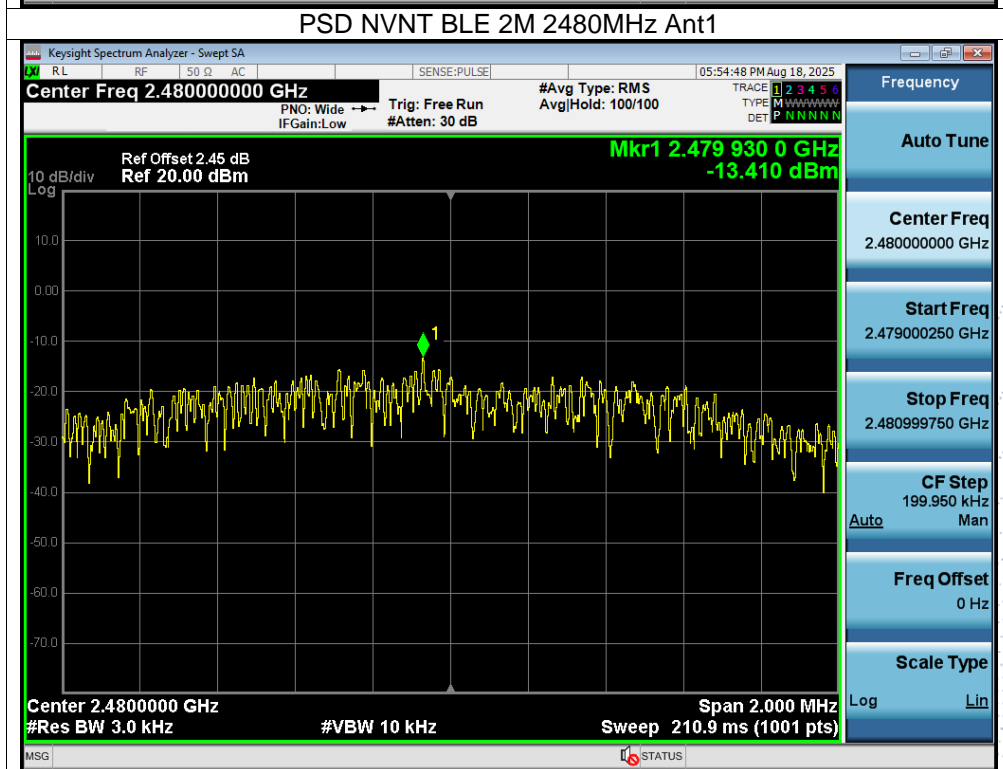 PSD NVNT BLE 2M 2480MHz Ant1
Keysight Spectrum Analyzer - Swept SA
LXI RL RF 50 Ω AC SENSE:PULSE 05:54:48 PM Aug 18, 2025
Center Freq 2.480000000 GHz
PNO: Wide
IFGain:Low
Trig: Free Run
#Atten: 30 dB
#Avg Type: RMS
Avg|Hold: 100/100
TRACE 1 2 3 4 5 6
TYPE M WWWWW
DET P N N N N N
Ref Offset 2.45 dB
Ref 20.00 dBm
10 dB/div
Log
Mkr1 2.479 930 0 GHz
-13.410 dBm
10.0
0.00
-10.0
-20.0
-30.0
-40.0
-50.0
-60.0
-70.0
1
Center 2.4800000 GHz
Span 2.000 MHz
#Res BW 3.0 kHz
#VBW 10 kHz
Sweep 210.9 ms (1001 pts)
MSG
STATUS
Frequency
Auto Tune
Center Freq
2.480000000 GHz
Start Freq
2.479000250 GHz
Stop Freq
2.480999750 GHz
CF Step
199.950 kHz
Auto Man
Freq Offset
0 Hz
Scale Type
Log Lin